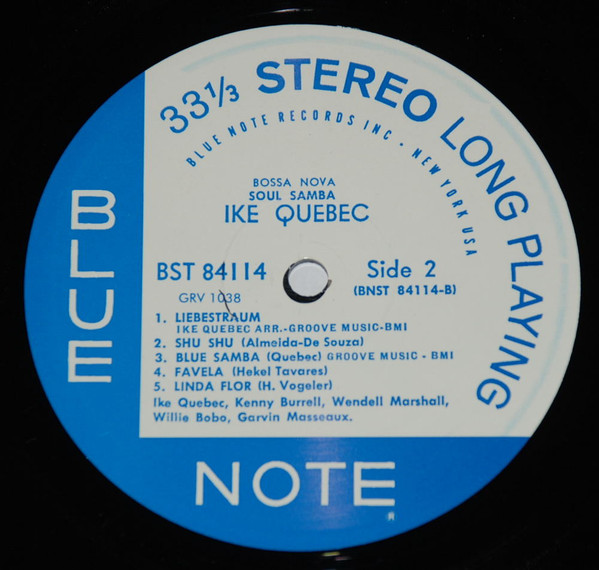 33⅓ STEREO LONG PLAYING
BLUE NOTE RECORDS INC • NEW YORK USA
BOSSA NOVA
SOUL SAMBA
IKE QUEBEC
BST 84114 Side 2
GRV 1038 (BNST 84114-B)
1. LIEBESTRAUM
IKE QUEBEC ARR.-GROOVE MUSIC-BMI
2. SHU SHU (Almeida-De Souza)
3. BLUE SAMBA (Quebec) GROOVE MUSIC - BMI
4. FAVELA (Hekel Tavares)
5. LINDA FLOR (H. Vogeler)
Ike Quebec, Kenny Burrell, Wendell Marshall,
Willie Bobo, Garvin Masseaux.
BLUE
NOTE
®